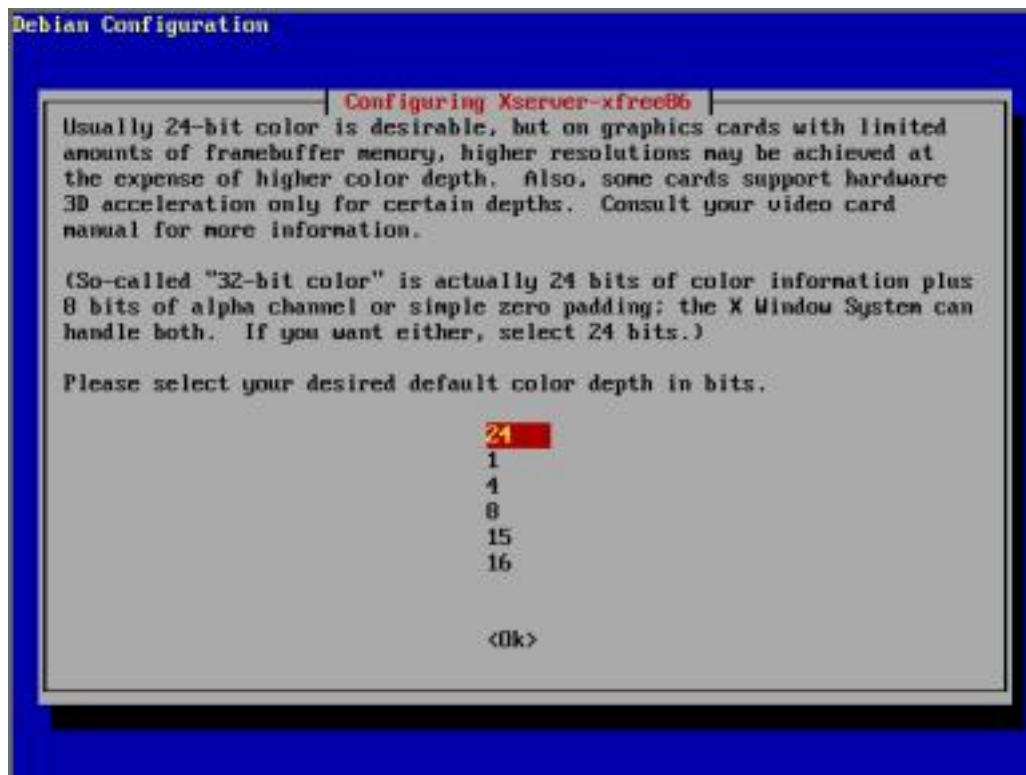 Debian Configuration
Configuring Xserver-xfree86
Usually 24-bit color is desirable, but on graphics cards with limited
amounts of framebuffer memory, higher resolutions may be achieved at
the expense of higher color depth.  Also, some cards support hardware
3D acceleration only for certain depths.  Consult your video card
manual for more information.
(So-called "32-bit color" is actually 24 bits of color information plus
8 bits of alpha channel or simple zero padding; the X Window System can
handle both.  If you want either, select 24 bits.)
Please select your desired default color depth in bits.
24
1
4
8
15
16
<Ok>